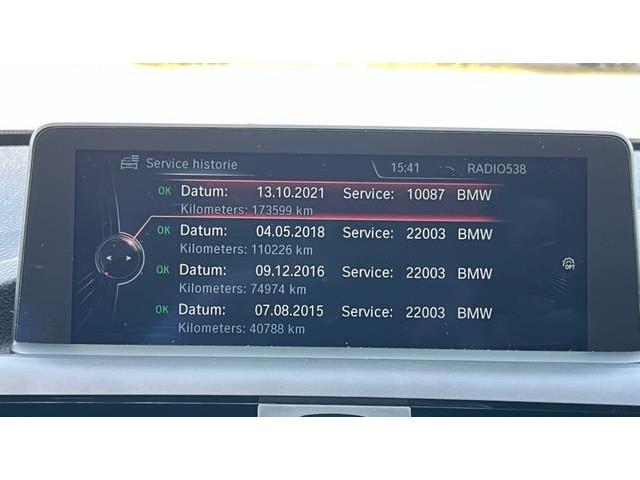 Service historie 15:41 RADIO538
OK Datum: 13.10.2021 Service: 10087 BMW
Kilometers: 173599 km
OK Datum: 04.05.2018 Service: 22003 BMW
Kilometers: 110226 km
OK Datum: 09.12.2016 Service: 22003 BMW
Kilometers: 74974 km
OPT
OK Datum: 07.08.2015 Service: 22003 BMW
Kilometers: 40788 km